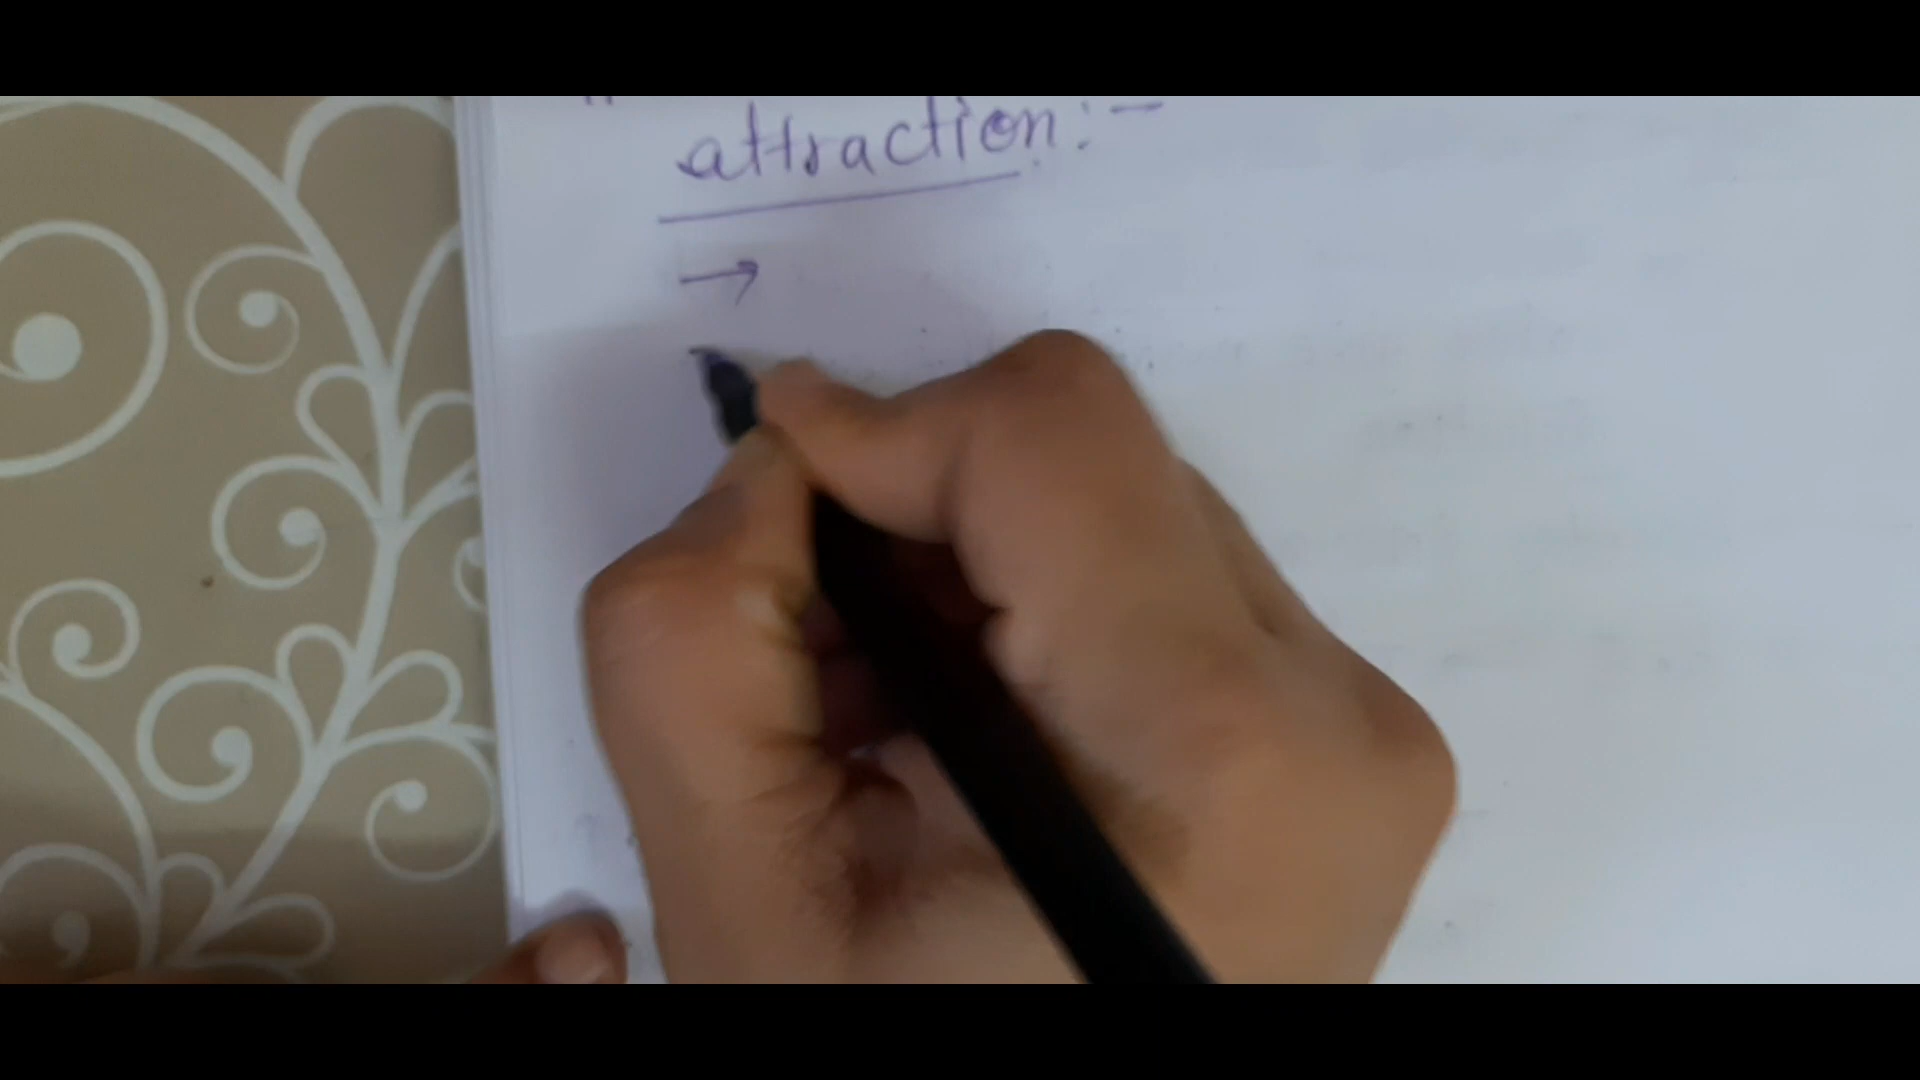 attraction:-
→